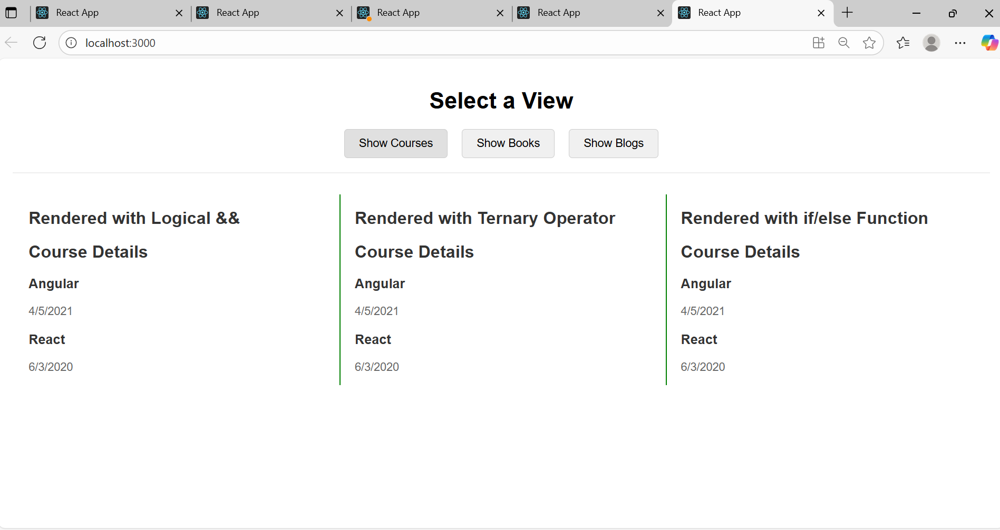 React App
React App
React App
React App
React App
localhost:3000
Select a View
Show Courses
Show Books
Show Blogs
Rendered with Logical &&
Course Details
Angular
4/5/2021
React
6/3/2020
Rendered with Ternary Operator
Course Details
Angular
4/5/2021
React
6/3/2020
Rendered with if/else Function
Course Details
Angular
4/5/2021
React
6/3/2020